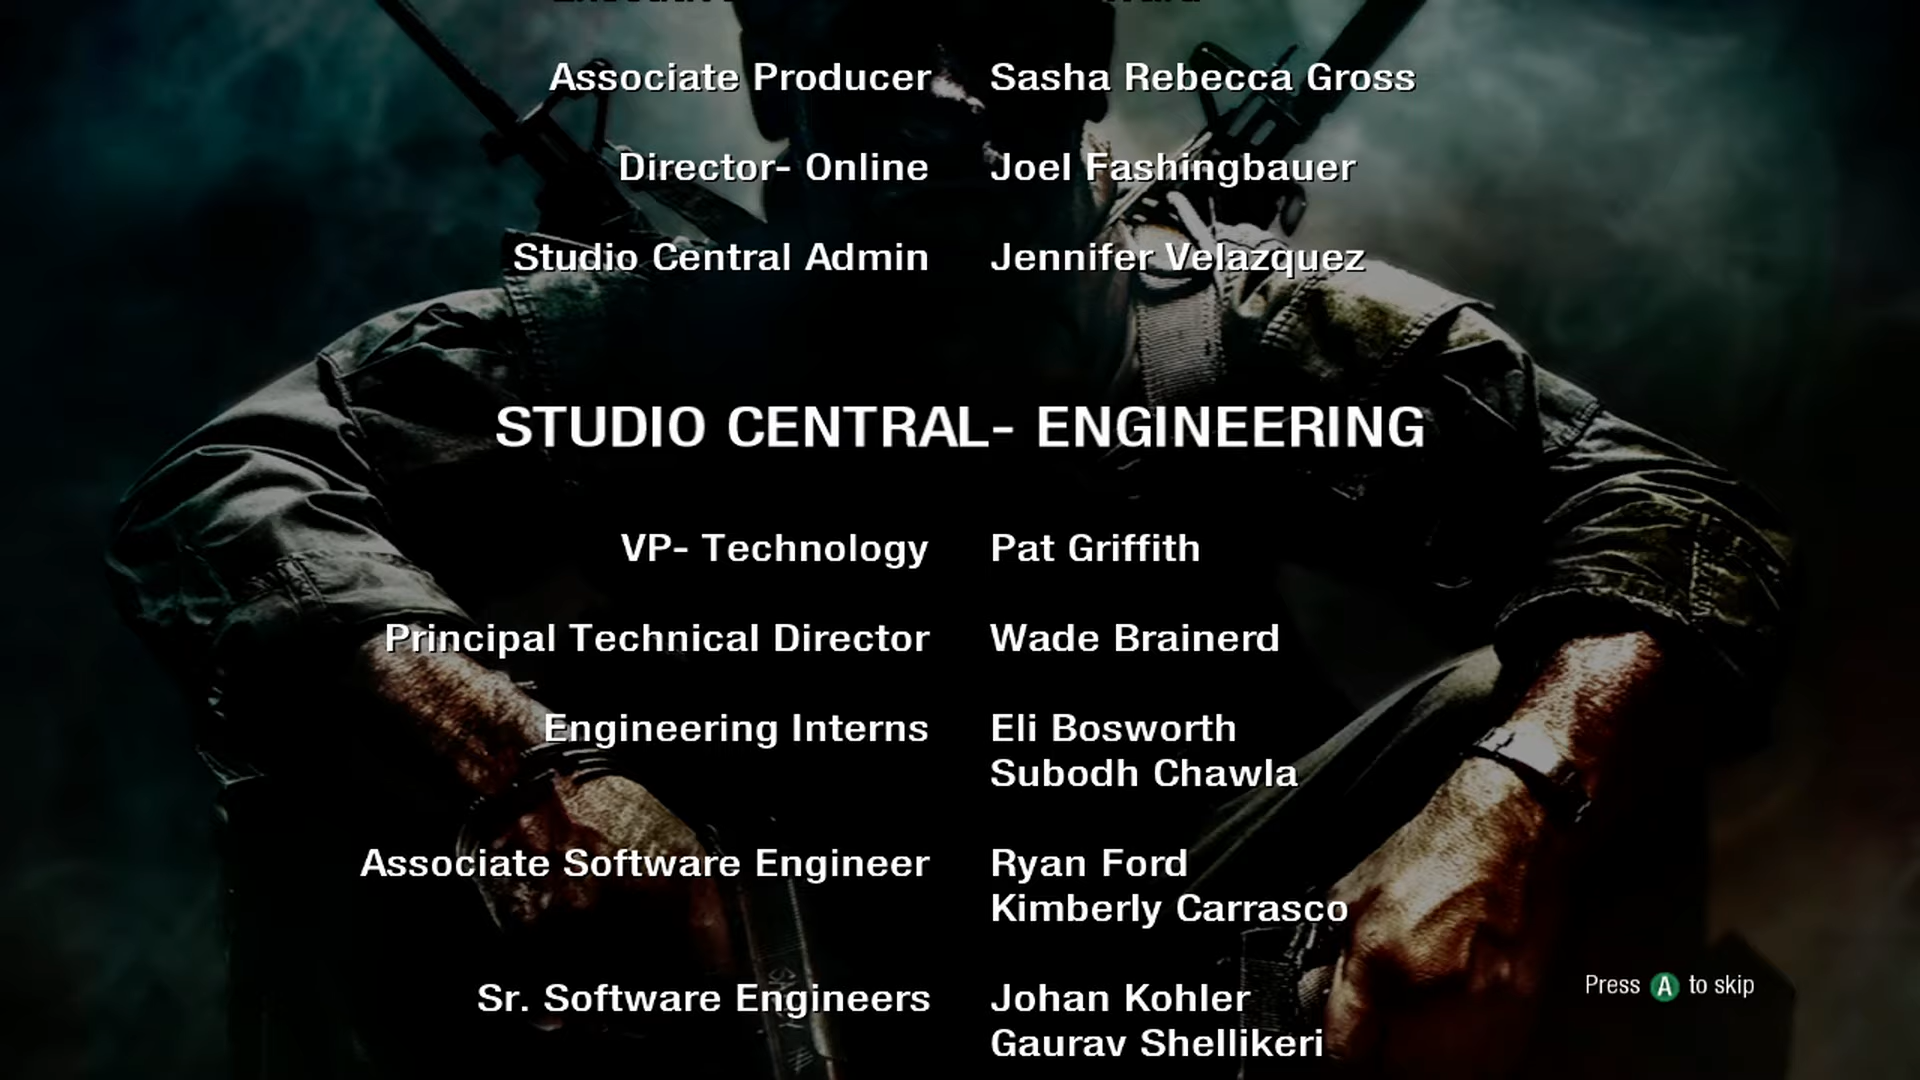 Associate Producer Sasha Rebecca Gross
Director- Online Joel Fashingbauer
Studio Central Admin Jennifer Velazquez
STUDIO CENTRAL- ENGINEERING
VP- Technology Pat Griffith
Principal Technical Director Wade Brainerd
Engineering Interns Eli Bosworth
Subodh Chawla
Associate Software Engineer Ryan Ford
Kimberly Carrasco
Sr. Software Engineers Johan Kohler
Gaurav Shellikeri
Press A to skip